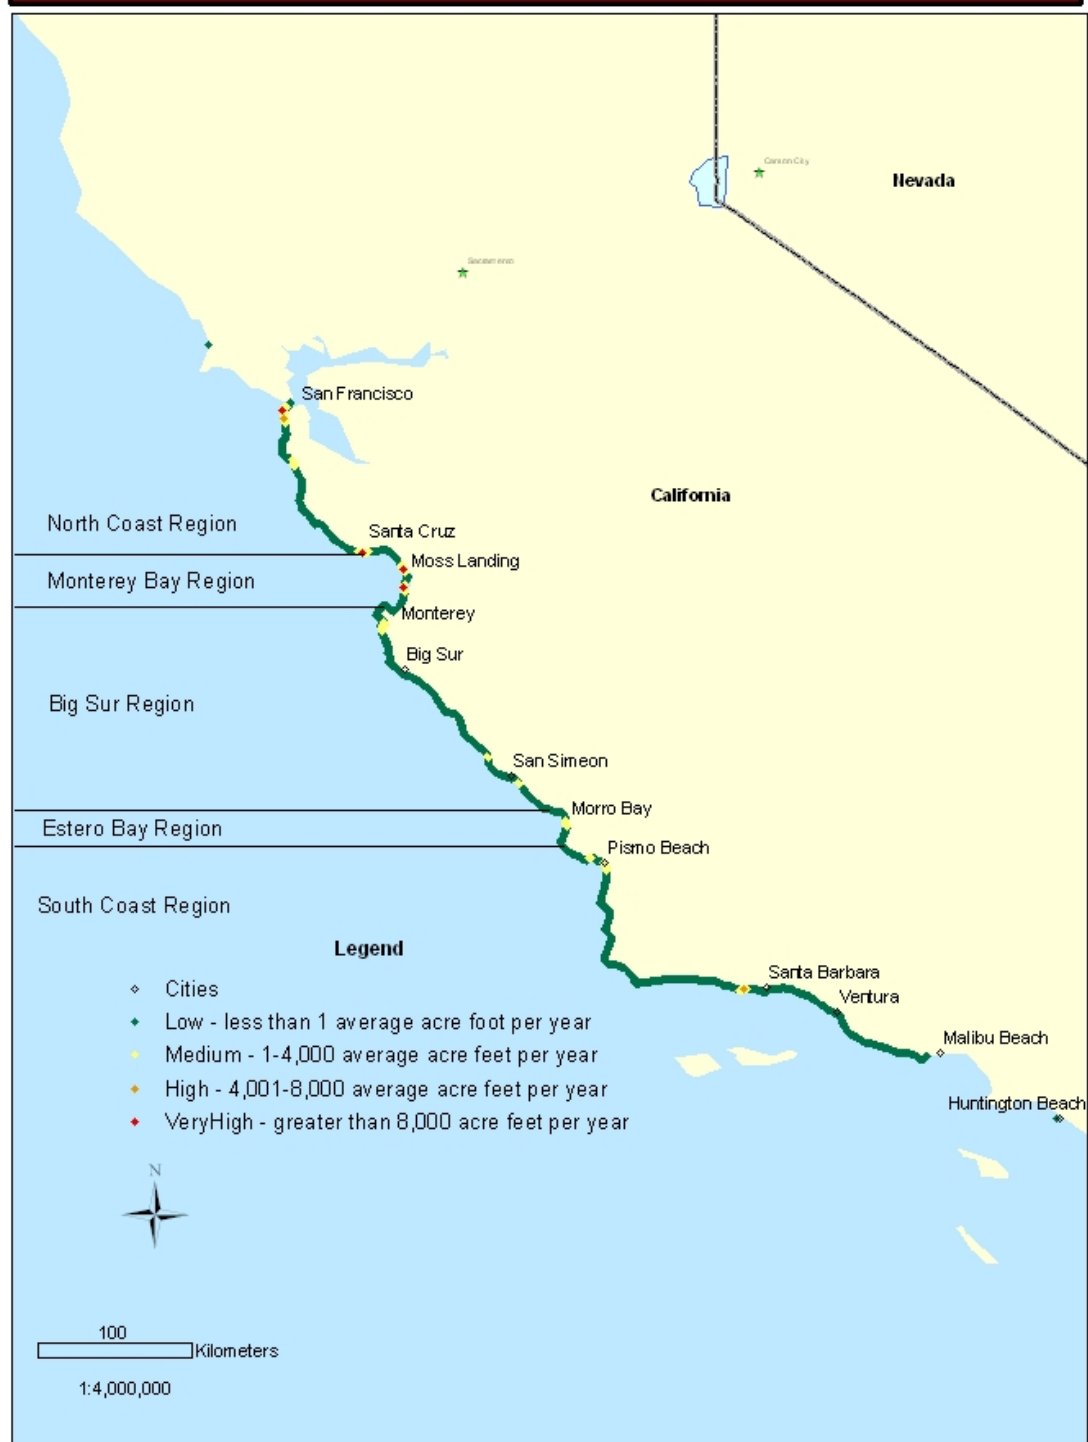 Carson City
Nevada
Sacramento
San Francisco
California
North Coast Region
Santa Cruz
Moss Landing
Monterey Bay Region
Monterey
Big Sur
Big Sur Region
San Simeon
Morro Bay
Estero Bay Region
Pismo Beach
South Coast Region
Legend
Santa Barbara
Cities
Ventura
Low - less than 1 average acre foot per year
Malibu Beach
Medium - 1-4,000 average acre feet per year
High - 4,001-8,000 average acre feet per year
Huntington Beach
VeryHigh - greater than 8,000 acre feet per year
N
100
Kilometers
1:4,000,000